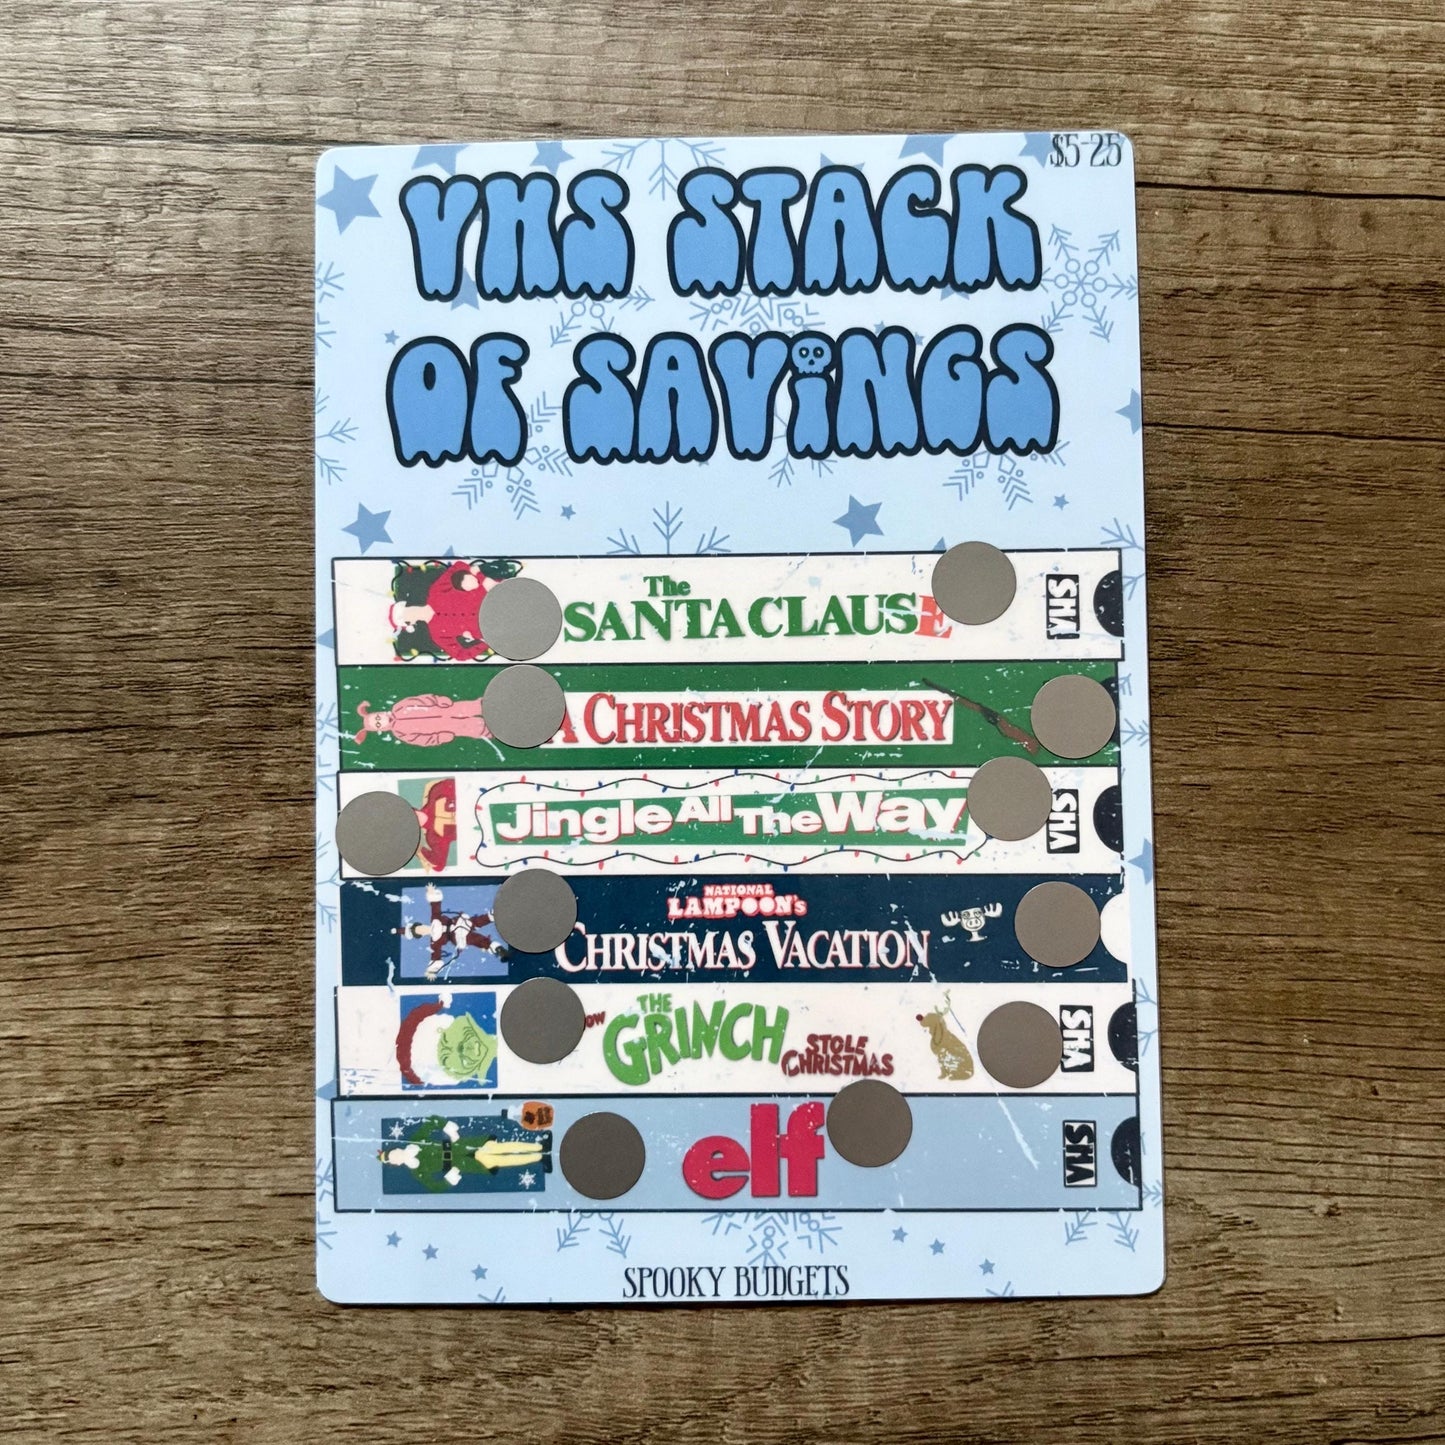 $5-25
VHS STACK
OF SAVINGS
The
SANTA CLAUSE
VHS
A CHRISTMAS STORY
Jingle All The Way
VHS
NATIONAL
LAMPOON'S
CHRISTMAS VACATION
OW THE
GRINCH
STOLE
CHRISTMAS
VHS
elf
VHS
SPOOKY BUDGETS